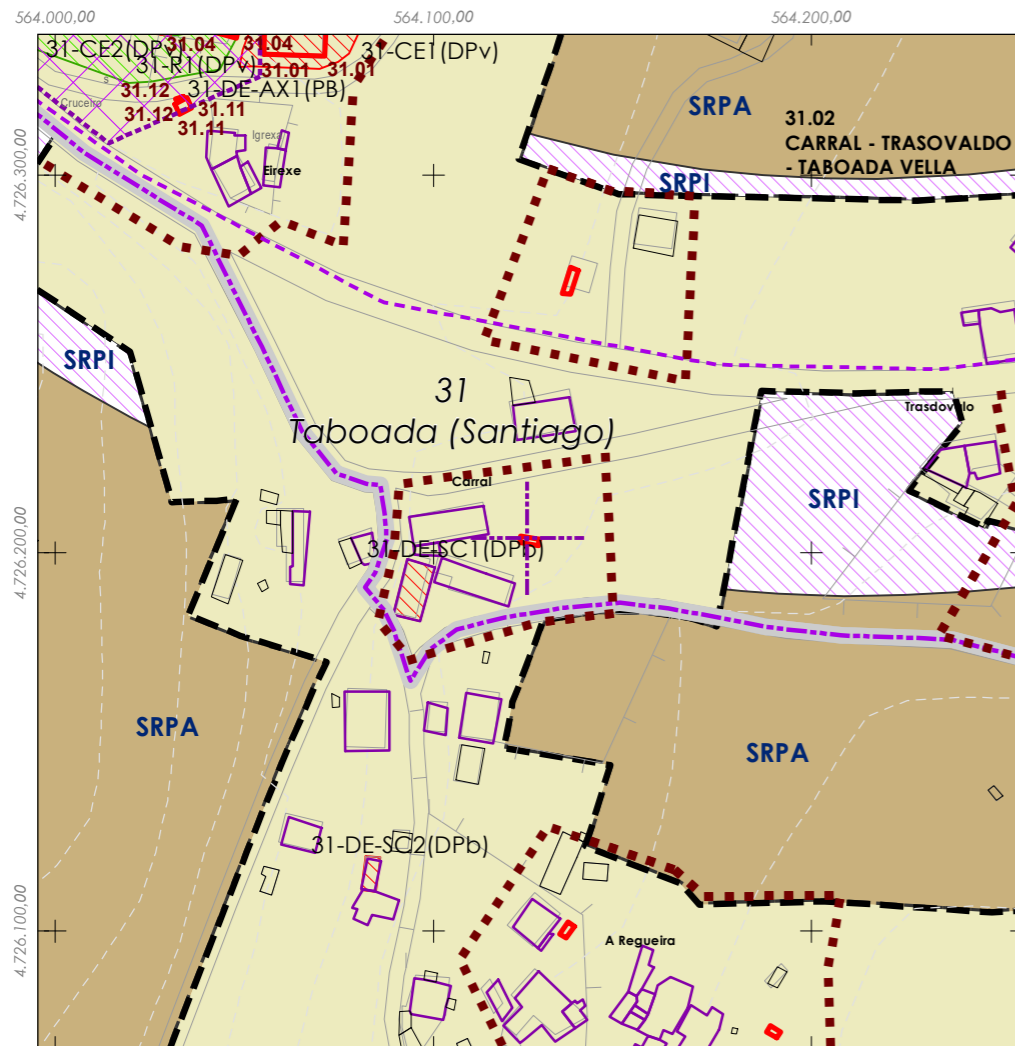 564.000,00
564.100,00
564.200,00
31-CE2(DPv)
31.04
31.04
31-CE1(DPv)
31-R1(DPv)
31.01
31.01
s
31.12
31-DE-AX1(PB)
Cruceiro
31.12
31.11
31.11
Igrexa
Eirexe
SRPA
31.02
CARRAL - TRASOVALDO
- TABOADA VELLA
SRPI
4.726.300,00
SRPI
31
Taboada (Santiago)
Trasdovalo
Carral
SRPI
4.726.200,00
31-DE-SC1(DPb)
SRPA
SRPA
31-DE-SC2(DPb)
4.726.100,00
A Regueira